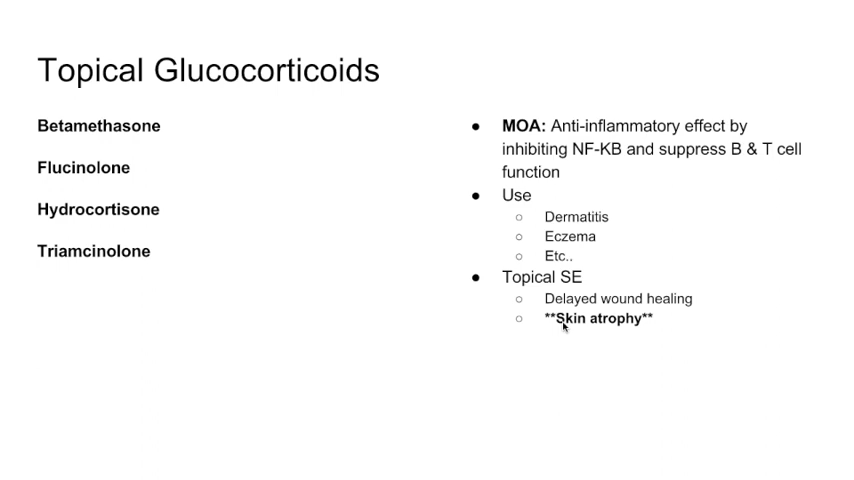 Topical Glucocorticoids
Betamethasone
Flucinolone
Hydrocortisone
Triamcinolone
● MOA: Anti-inflammatory effect by
inhibiting NF-KB and suppress B & T cell
function
● Use
○ Dermatitis
○ Eczema
○ Etc..
● Topical SE
○ Delayed wound healing
○ **Skin atrophy**